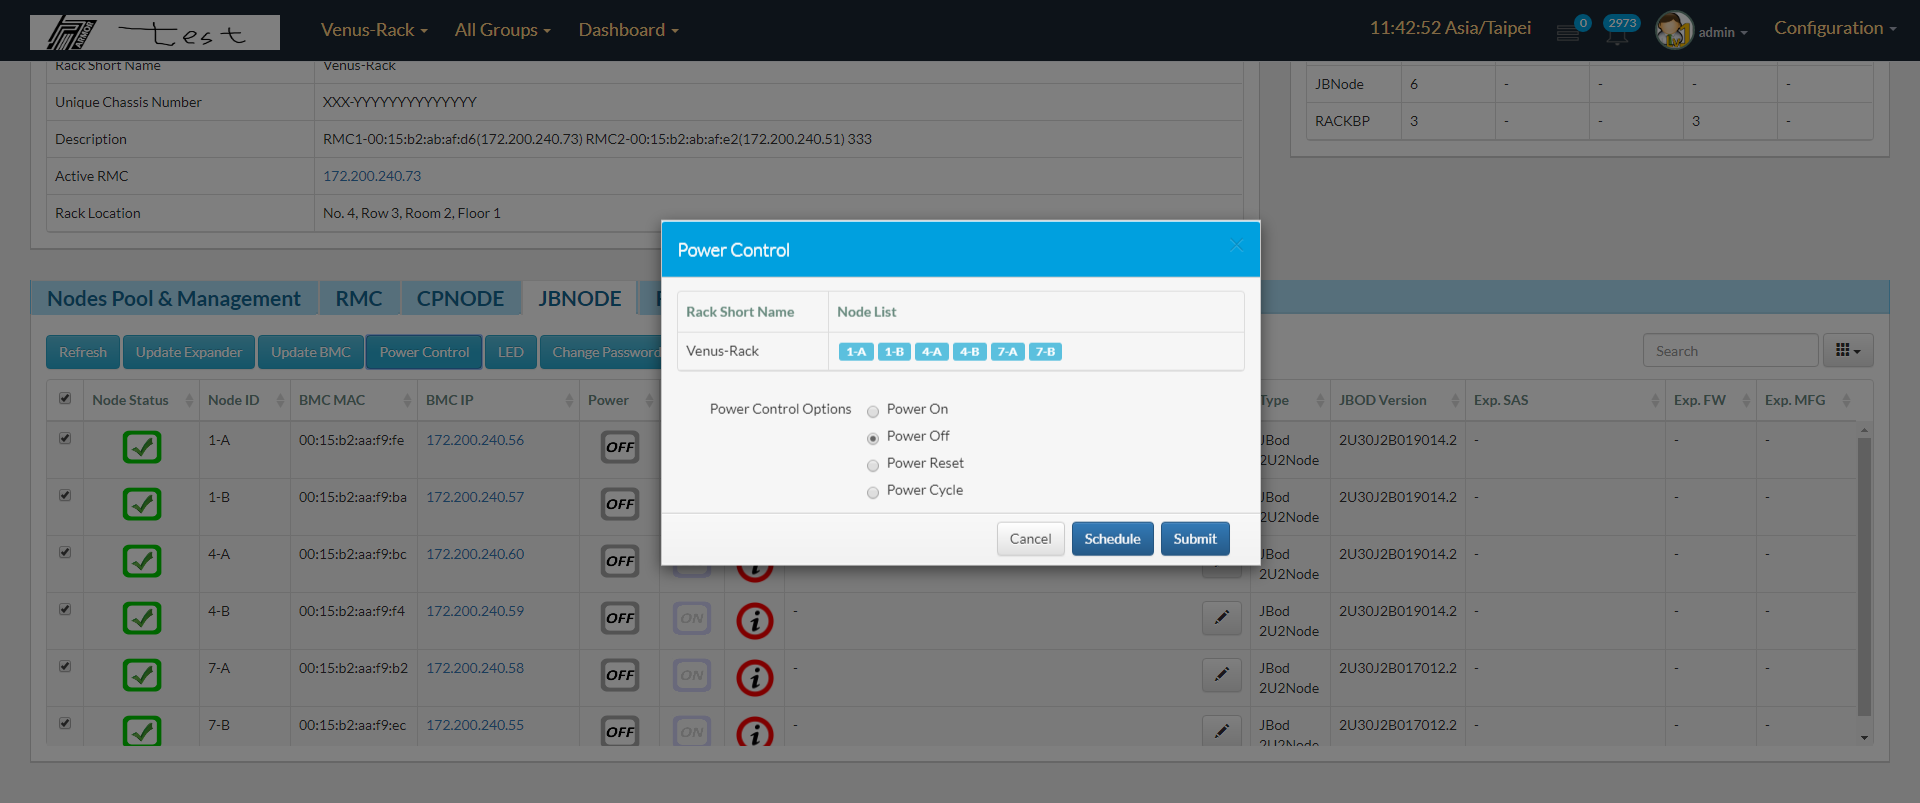 ARMOR test Venus-Rack All Groups Dashboard 11:42:52 Asia/Taipei 0 2973 admin Configuration
Rack Short Name Venus-Rack
Unique Chassis Number XXX-YYYYYYYYYYYYYY
Description RMC1-00:15:b2:ab:af:d6(172.200.240.73) RMC2-00:15:b2:ab:af:e2(172.200.240.51) 333
Active RMC 172.200.240.73
Rack Location No. 4, Row 3, Room 2, Floor 1
JBNode 6 - - - -
RACKBP 3 - - 3 -
Nodes Pool & Management RMC CPNODE JBNODE
Refresh Update Expander Update BMC Power Control LED Change Password
Search
Node Status Node ID BMC MAC BMC IP Power Type JBOD Version Exp. SAS Exp. FW Exp. MFG
1-A 00:15:b2:aa:f9:fe 172.200.240.56 OFF JBod 2U30J2B019014.2 - - -
2U2Node
1-B 00:15:b2:aa:f9:ba 172.200.240.57 OFF JBod 2U30J2B019014.2 - - -
2U2Node
4-A 00:15:b2:aa:f9:bc 172.200.240.60 OFF JBod 2U30J2B019014.2 - - -
2U2Node
4-B 00:15:b2:aa:f9:f4 172.200.240.59 OFF ON i - JBod 2U30J2B019014.2 - - -
2U2Node
7-A 00:15:b2:aa:f9:b2 172.200.240.58 OFF ON i - JBod 2U30J2B017012.2 - - -
2U2Node
7-B 00:15:b2:aa:f9:ec 172.200.240.55 OFF ON i - JBod 2U30J2B017012.2 - - -
2U2Node
Power Control
Rack Short Name Node List
Venus-Rack 1-A 1-B 4-A 4-B 7-A 7-B
Power Control Options Power On
Power Off
Power Reset
Power Cycle
Cancel Schedule Submit